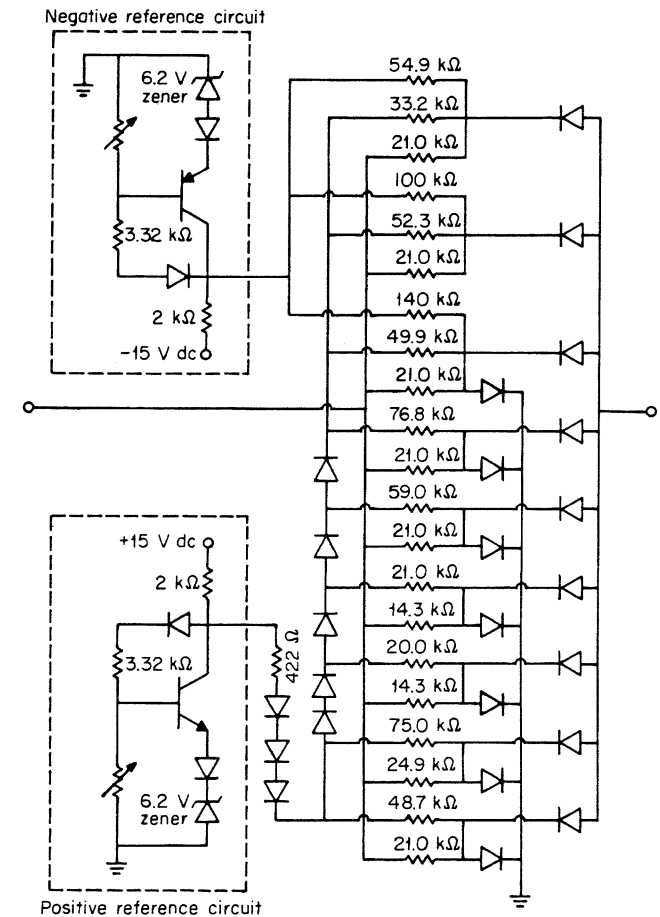 Negative reference circuit
6.2 V
zener
3.32 kΩ
2 kΩ
-15 V dc
54.9 kΩ
33.2 kΩ
21.0 kΩ
100 kΩ
52.3 kΩ
21.0 kΩ
140 kΩ
49.9 kΩ
21.0 kΩ
76.8 kΩ
21.0 kΩ
59.0 kΩ
21.0 kΩ
21.0 kΩ
14.3 kΩ
20.0 kΩ
14.3 kΩ
75.0 kΩ
24.9 kΩ
48.7 kΩ
21.0 kΩ
+15 V dc
2 kΩ
3.32 kΩ
422 Ω
6.2 V
zener
Positive reference circuit